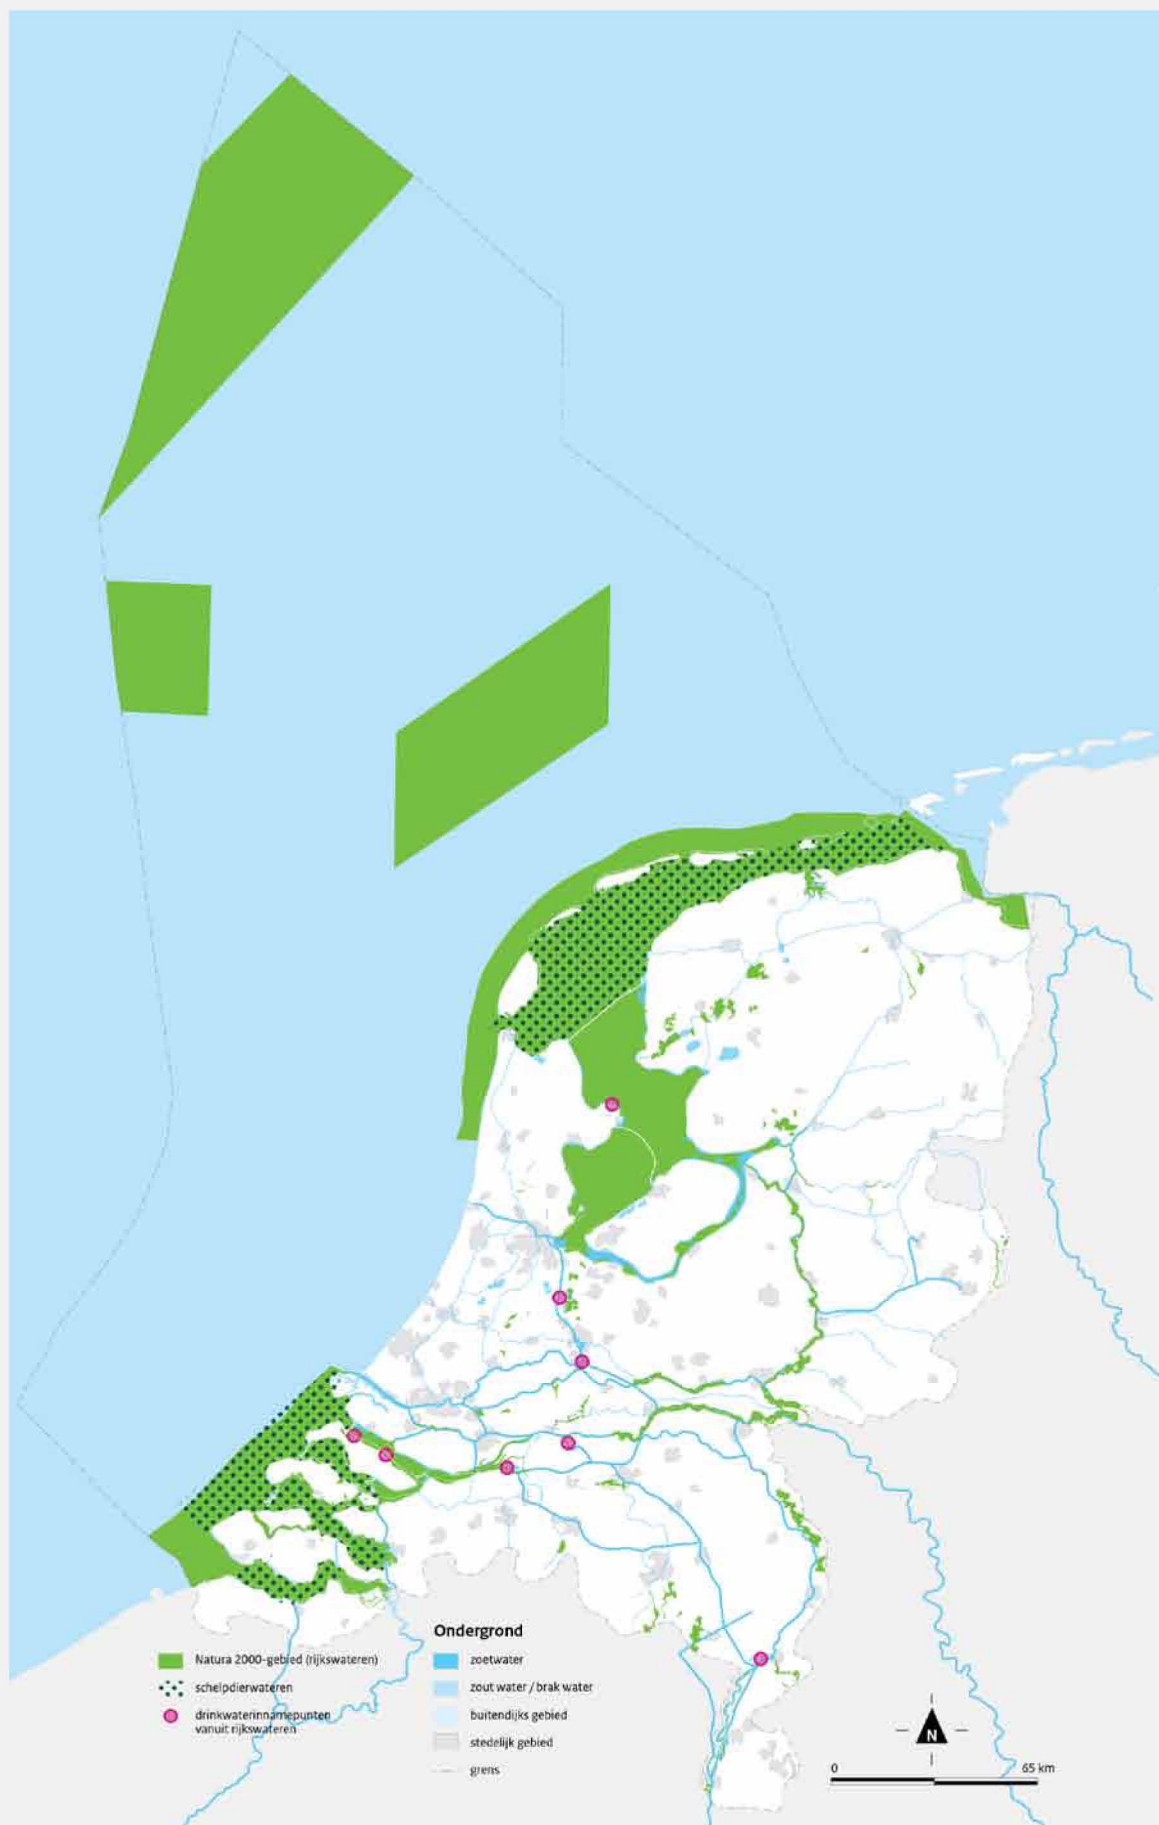 Natura 2000-gebied (rijkswateren)
schelpdierwateren
drinkwaterinnamepunten
vanuit rijkswateren
Ondergrond
zoetwater
zout water / brak water
buitendijks gebied
stedelijk gebied
grens
N
0 65 km